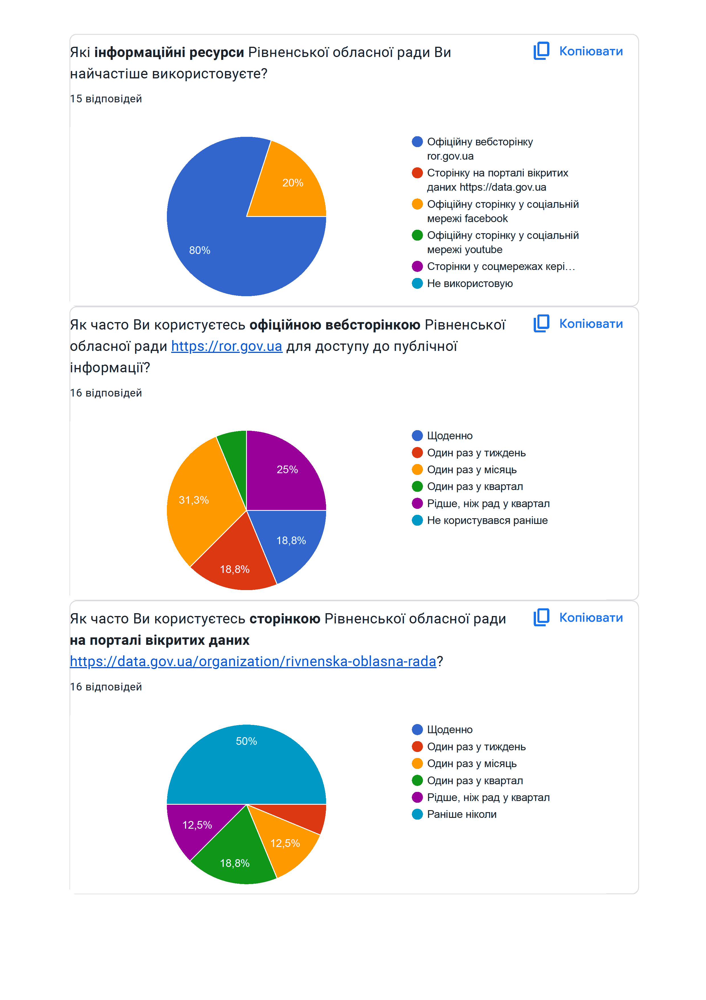 Які інформаційні ресурси Рівненської обласної ради Ви
найчастіше використовуєте?
Копіювати
15 відповідей
20%
80%
Офіційну вебсторінку
ror.gov.ua
Сторінку на порталі вікритих
даних https://data.gov.ua
Офіційну сторінку у соціальній
мережі facebook
Офіційну сторінку у соціальній
мережі youtube
Сторінки у соцмережах кері…
Не використовую
Як часто Ви користуєтесь офіційною вебсторінкою Рівненської
обласної ради https://ror.gov.ua для доступу до публічної
інформації?
Копіювати
16 відповідей
25%
31,3%
18,8%
18,8%
Щоденно
Один раз у тиждень
Один раз у місяць
Один раз у квартал
Рідше, ніж рад у квартал
Не користувався раніше
Як часто Ви користуєтесь сторінкою Рівненської обласної ради
на порталі вікритих даних
https://data.gov.ua/organization/rivnenska-oblasna-rada?
Копіювати
16 відповідей
50%
12,5%
12,5%
18,8%
Щоденно
Один раз у тиждень
Один раз у місяць
Один раз у квартал
Рідше, ніж рад у квартал
Раніше ніколи